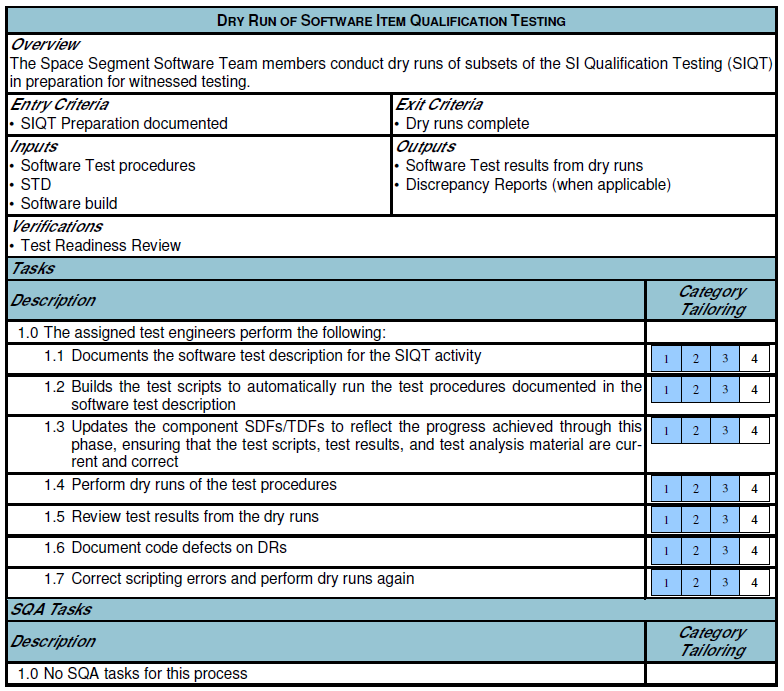 DRY RUN OF SOFTWARE ITEM QUALIFICATION TESTING
Overview
The Space Segment Software Team members conduct dry runs of subsets of the SI Qualification Testing (SIQT)
in preparation for witnessed testing.
Entry Criteria
• SIQT Preparation documented
Exit Criteria
• Dry runs complete
Inputs
• Software Test procedures
• STD
• Software build
Outputs
• Software Test results from dry runs
• Discrepancy Reports (when applicable)
Verifications
• Test Readiness Review
Tasks
Description
Category
Tailoring
1.0 The assigned test engineers perform the following:
1.1 Documents the software test description for the SIQT activity
1 2 3 4
1.2 Builds the test scripts to automatically run the test procedures documented in the
software test description
1 2 3 4
1.3 Updates the component SDFs/TDFs to reflect the progress achieved through this
phase, ensuring that the test scripts, test results, and test analysis material are cur-
rent and correct
1 2 3 4
1.4 Perform dry runs of the test procedures
1 2 3 4
1.5 Review test results from the dry runs
1 2 3 4
1.6 Document code defects on DRs
1 2 3 4
1.7 Correct scripting errors and perform dry runs again
1 2 3 4
SQA Tasks
Description
Category
Tailoring
1.0 No SQA tasks for this process